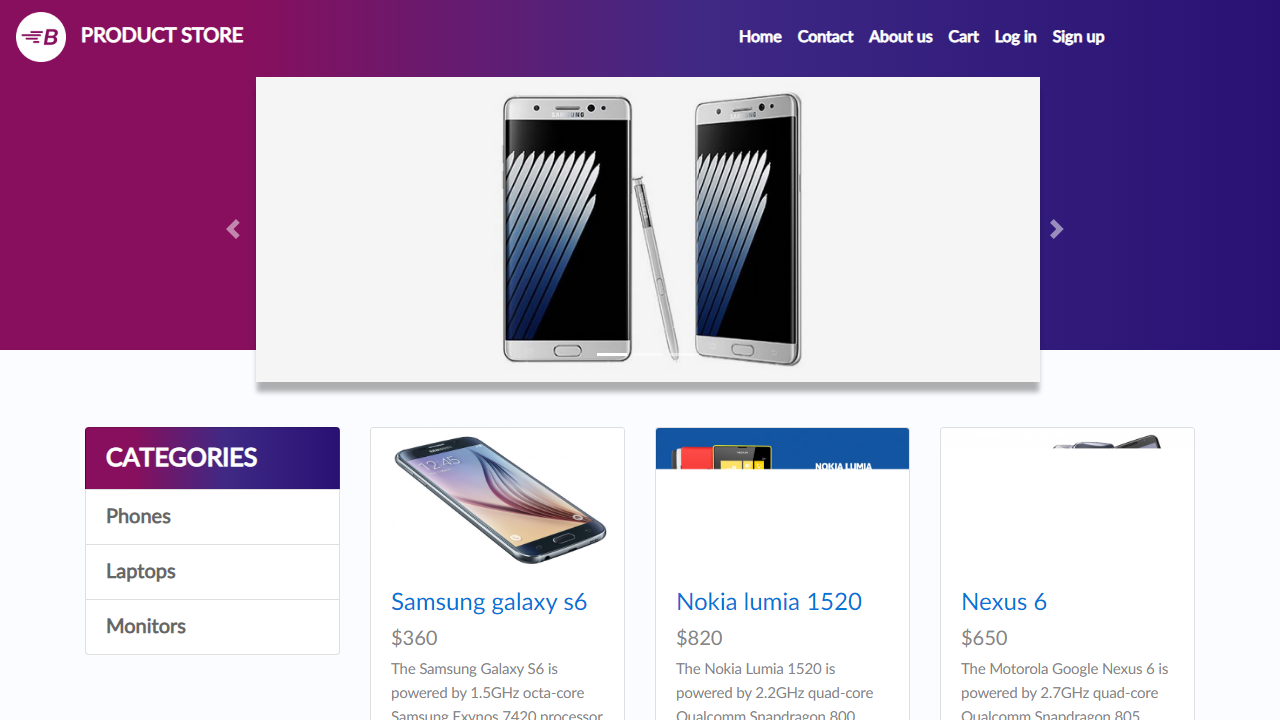 B PRODUCT STORE
Home Contact About us Cart Log in Sign up
SAMSUNG
SAMSUNG
CATEGORIES
Phones
Laptops
Monitors
12:45
NOKIA LUMIA
Samsung galaxy s6
$360
The Samsung Galaxy S6 is
powered by 1.5GHz octa-core
Samsung Exynos 7420 processor
Nokia lumia 1520
$820
The Nokia Lumia 1520 is
powered by 2.2GHz quad-core
Qualcomm Snapdragon 800
Nexus 6
$650
The Motorola Google Nexus 6 is
powered by 2.7GHz quad-core
Qualcomm Snapdragon 805